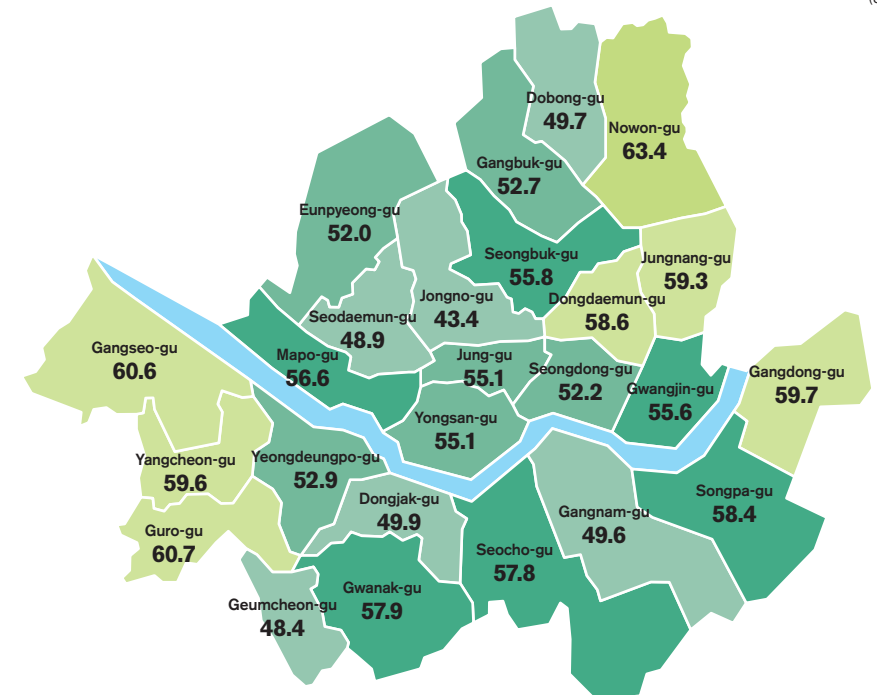 Dobong-gu
49.7
Nowon-gu
63.4
Gangbuk-gu
52.7
Eunpyeong-gu
52.0
Seongbuk-gu
55.8
Jungnang-gu
59.3
Jongno-gu
43.4
Dongdaemun-gu
58.6
Seodaemun-gu
48.9
Gangseo-gu
60.6
Mapo-gu
56.6
Jung-gu
55.1
Seongdong-gu
52.2
Gwangjin-gu
55.6
Gangdong-gu
59.7
Yongsan-gu
55.1
Yangcheon-gu
59.6
Yeongdeungpo-gu
52.9
Dongjak-gu
49.9
Gangnam-gu
49.6
Songpa-gu
58.4
Guro-gu
60.7
Seocho-gu
57.8
Gwanak-gu
57.9
Geumcheon-gu
48.4